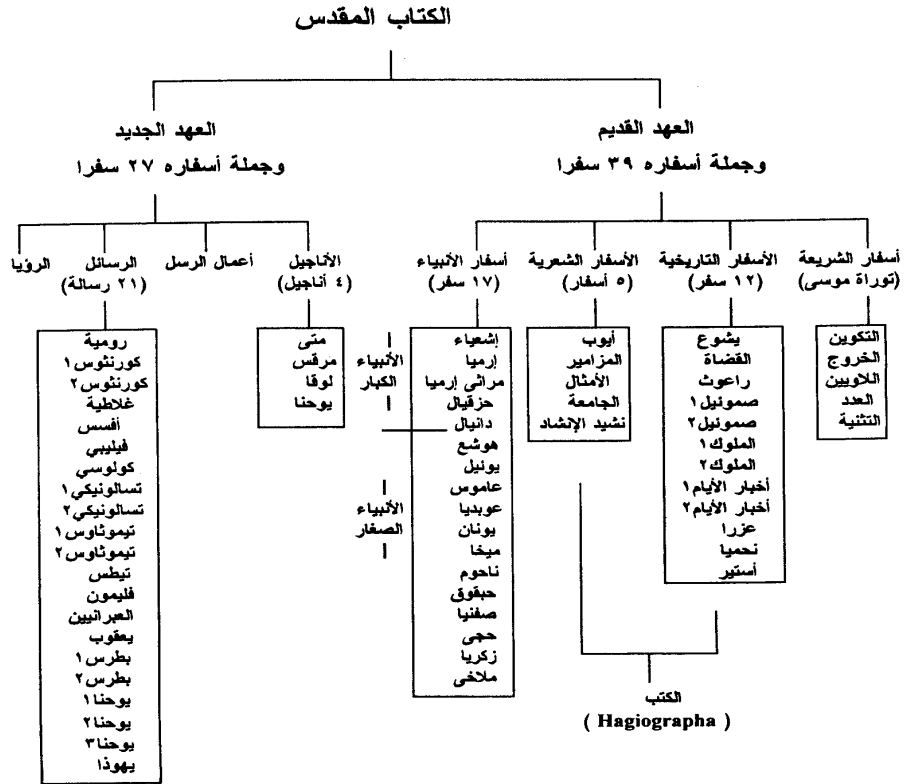 الكتاب المقدس
العهد القديم
وجملة أسفاره ٣٩ سفرا
العهد الجديد
وجملة أسفاره ٢٧ سفرا
أسفار الشريعة
(توراة موسى)
التكوين
الخروج
اللاويين
العدد
التثنية
الأسفار التاريخية
(١٢ سفر)
يشوع
القضاة
راعوث
صموئيل١
صموئيل٢
الملوك١
الملوك٢
أخبار الأيام١
أخبار الأيام٢
عزرا
نحميا
أستير
الأسفار الشعرية
(٥ أسفار)
أيوب
المزامير
الأمثال
الجامعة
نشيد الإنشاد
الكتب
( Hagiographa )
أسفار الأنبياء
(١٧ سفر)
إشعياء
إرميا
مراثى إرميا
حزقيال
دانيال
هوشع
يوئيل
عاموس
عوبديا
يونان
ميخا
ناحوم
حبقوق
صفنيا
حجى
زكريا
ملاخى
الأنبياء
الكبار
الأنبياء
الصغار
الأناجيل
(٤ أناجيل)
متى
مرقس
لوقا
يوحنا
أعمال الرسل
الرسائل
(٢١ رسالة)
رومية
كورنثوس١
كورنثوس٢
غلاطية
أفسس
فيليبي
كولوسي
تسالونيكي١
تسالونيكي٢
تيموثاوس١
تيموثاوس٢
تيطس
فليمون
العبرانيين
يعقوب
بطرس١
بطرس٢
يوحنا١
يوحنا٢
يوحنا٣
يهوذا
الرؤيا